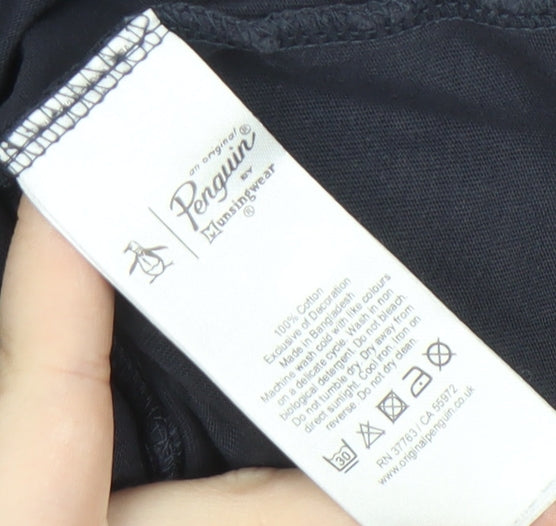 an original®
Penguin
BY
Munsingwear
®
100% Cotton
Exclusive of Decoration
Made in Bangladesh
Machine wash cold with like colours
on a delicate cycle. Wash in non
biological detergent. Do not bleach.
Do not tumble dry. Dry away from
direct sunlight. Cool iron, iron on
reverse. Do not dry clean.
30
RN 37763 / CA 55972
www.originalpenguin.co.uk